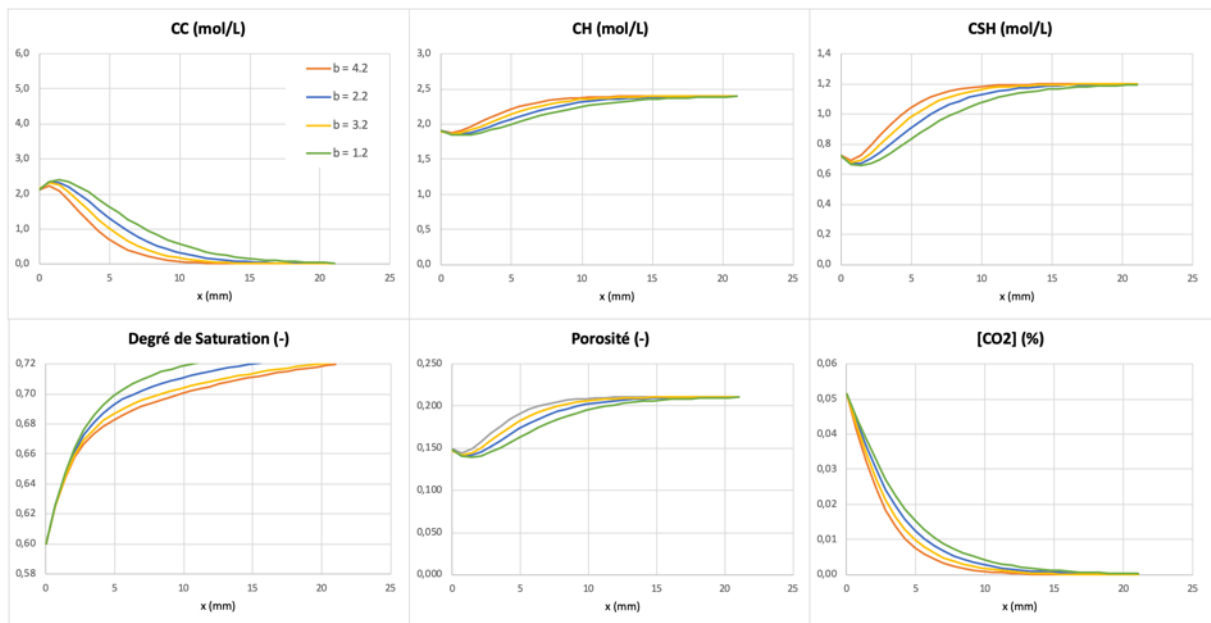 CC (mol/L)
6,0
5,0
4,0
3,0
2,0
1,0
0,0
b = 4.2
b = 2.2
b = 3.2
b = 1.2
0 5 10 15 20 25
x (mm)
CH (mol/L)
3,0
2,5
2,0
1,5
1,0
0,5
0,0
0 5 10 15 20 25
x (mm)
CSH (mol/L)
1,4
1,2
1,0
0,8
0,6
0,4
0,2
0,0
0 5 10 15 20 25
x (mm)
Degré de Saturation (-)
0,72
0,70
0,68
0,66
0,64
0,62
0,60
0,58
0 5 10 15 20 25
x (mm)
Porosité (-)
0,250
0,200
0,150
0,100
0,050
0,000
0 5 10 15 20 25
x (mm)
[CO2] (%)
0,06
0,05
0,04
0,03
0,02
0,01
0,00
0 5 10 15 20 25
x (mm)